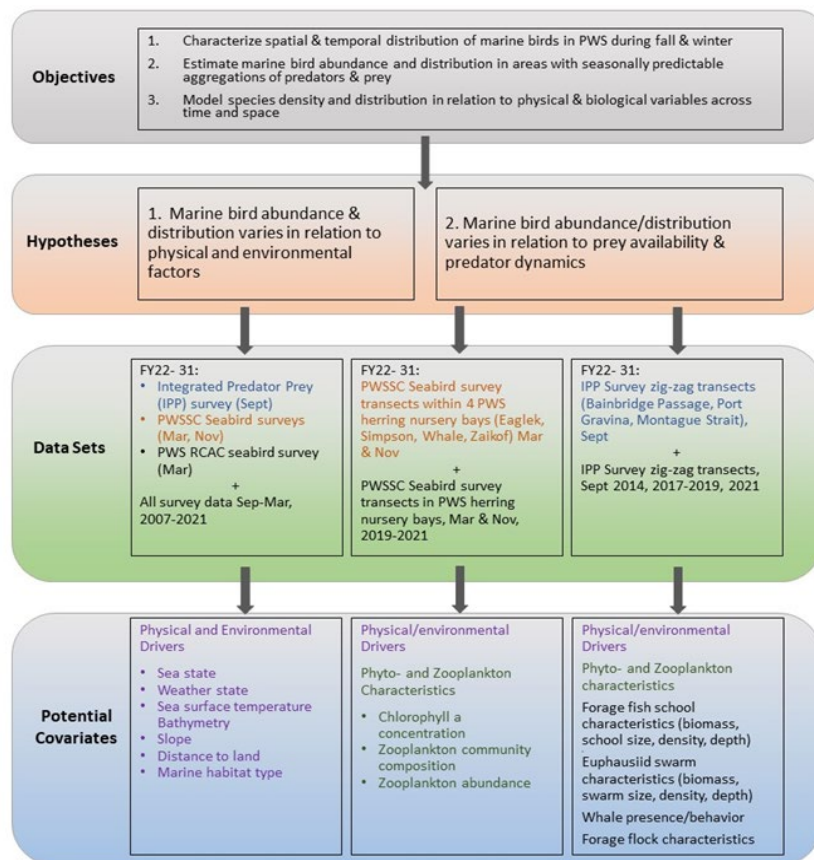 Objectives
1. Characterize spatial & temporal distribution of marine birds in PWS during fall & winter
2. Estimate marine bird abundance and distribution in areas with seasonally predictable
aggregations of predators & prey
3. Model species density and distribution in relation to physical & biological variables across
time and space
Hypotheses
1. Marine bird abundance &
distribution varies in relation to
physical and environmental
factors
2. Marine bird abundance/distribution
varies in relation to prey availability &
predator dynamics
Data Sets
FY22- 31:
• Integrated Predator Prey
(IPP) survey (Sept)
• PWSSC Seabird surveys
(Mar, Nov)
• PWS RCAC seabird survey
(Mar)
+
All survey data Sep-Mar,
2007-2021
FY22- 31:
PWSSC Seabird survey
transects within 4 PWS
herring nursery bays (Eaglek,
Simpson, Whale, Zaikof) Mar
& Nov
+
PWSSC Seabird survey
transects in PWS herring
nursery bays, Mar & Nov,
2019-2021
FY22- 31:
IPP Survey zig-zag transects
(Bainbridge Passage, Port
Gravina, Montague Strait),
Sept
+
IPP Survey zig-zag transects,
Sept 2014, 2017-2019, 2021
Potential
Covariates
Physical and Environmental
Drivers
• Sea state
• Weather state
• Sea surface temperature
Bathymetry
• Slope
• Distance to land
• Marine habitat type
Physical/environmental
Drivers
Phyto- and Zooplankton
Characteristics
• Chlorophyll a
concentration
• Zooplankton community
composition
• Zooplankton abundance
Physical/environmental
Drivers
Phyto- and Zooplankton
characteristics
Forage fish school
characteristics (biomass,
school size, density, depth)
Euphausiid swarm
characteristics (biomass,
swarm size, density, depth)
Whale presence/behavior
Forage flock characteristics